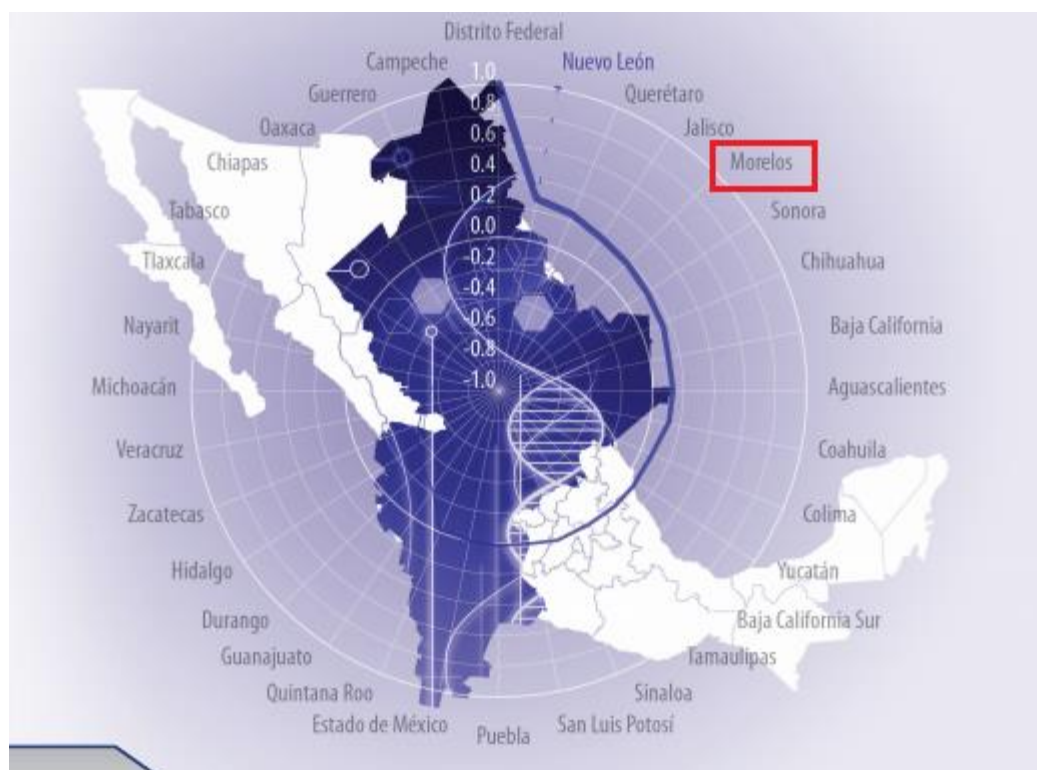 Distrito Federal
Nuevo León
Querétaro
Jalisco
Morelos
Sonora
Chihuahua
Baja California
Aguascalientes
Coahuila
Colima
Yucatán
Baja California Sur
Tamaulipas
Sinaloa
San Luis Potosí
Puebla
Estado de México
Quintana Roo
Guanajuato
Durango
Hidalgo
Zacatecas
Veracruz
Michoacán
Nayarit
Tlaxcala
Tabasco
Chiapas
Oaxaca
Guerrero
Campeche
1.0
0.8
0.6
0.4
0.2
0.0
-0.2
-0.4
-0.6
-0.8
-1.0